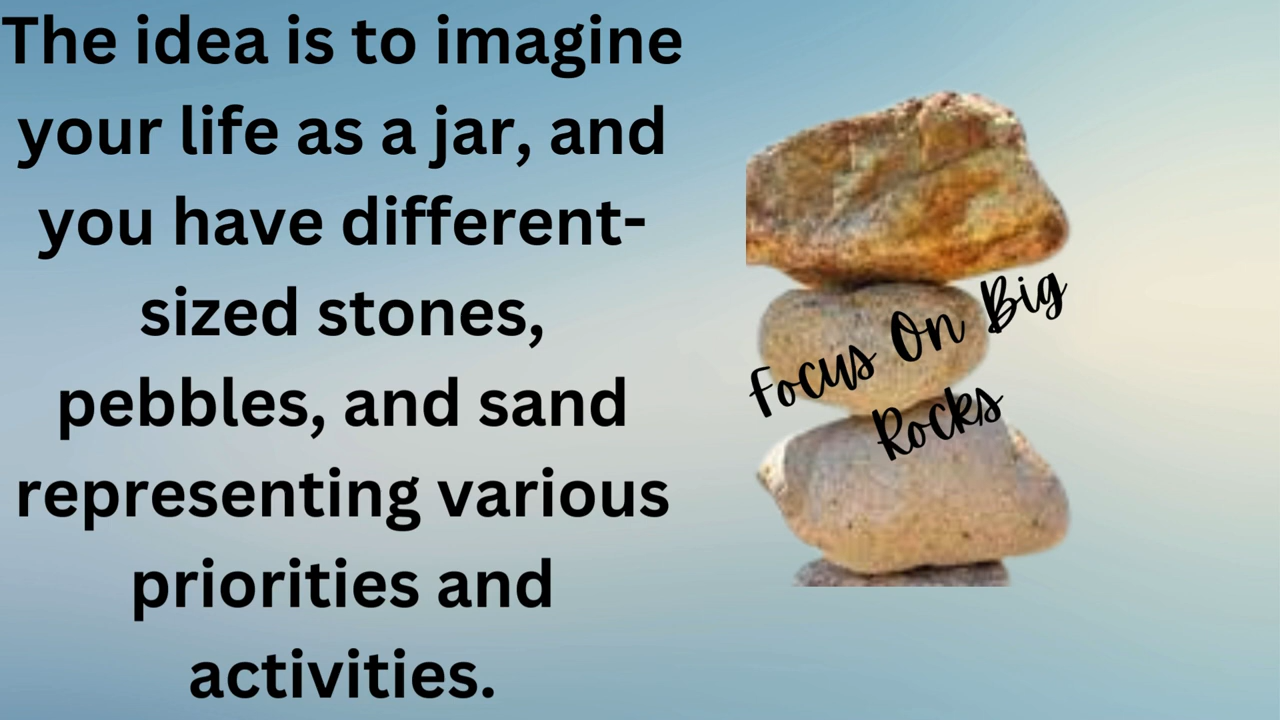 The idea is to imagine
your life as a jar, and
you have different-
sized stones,
pebbles, and sand
representing various
priorities and
activities.
Focus On Big
Rocks